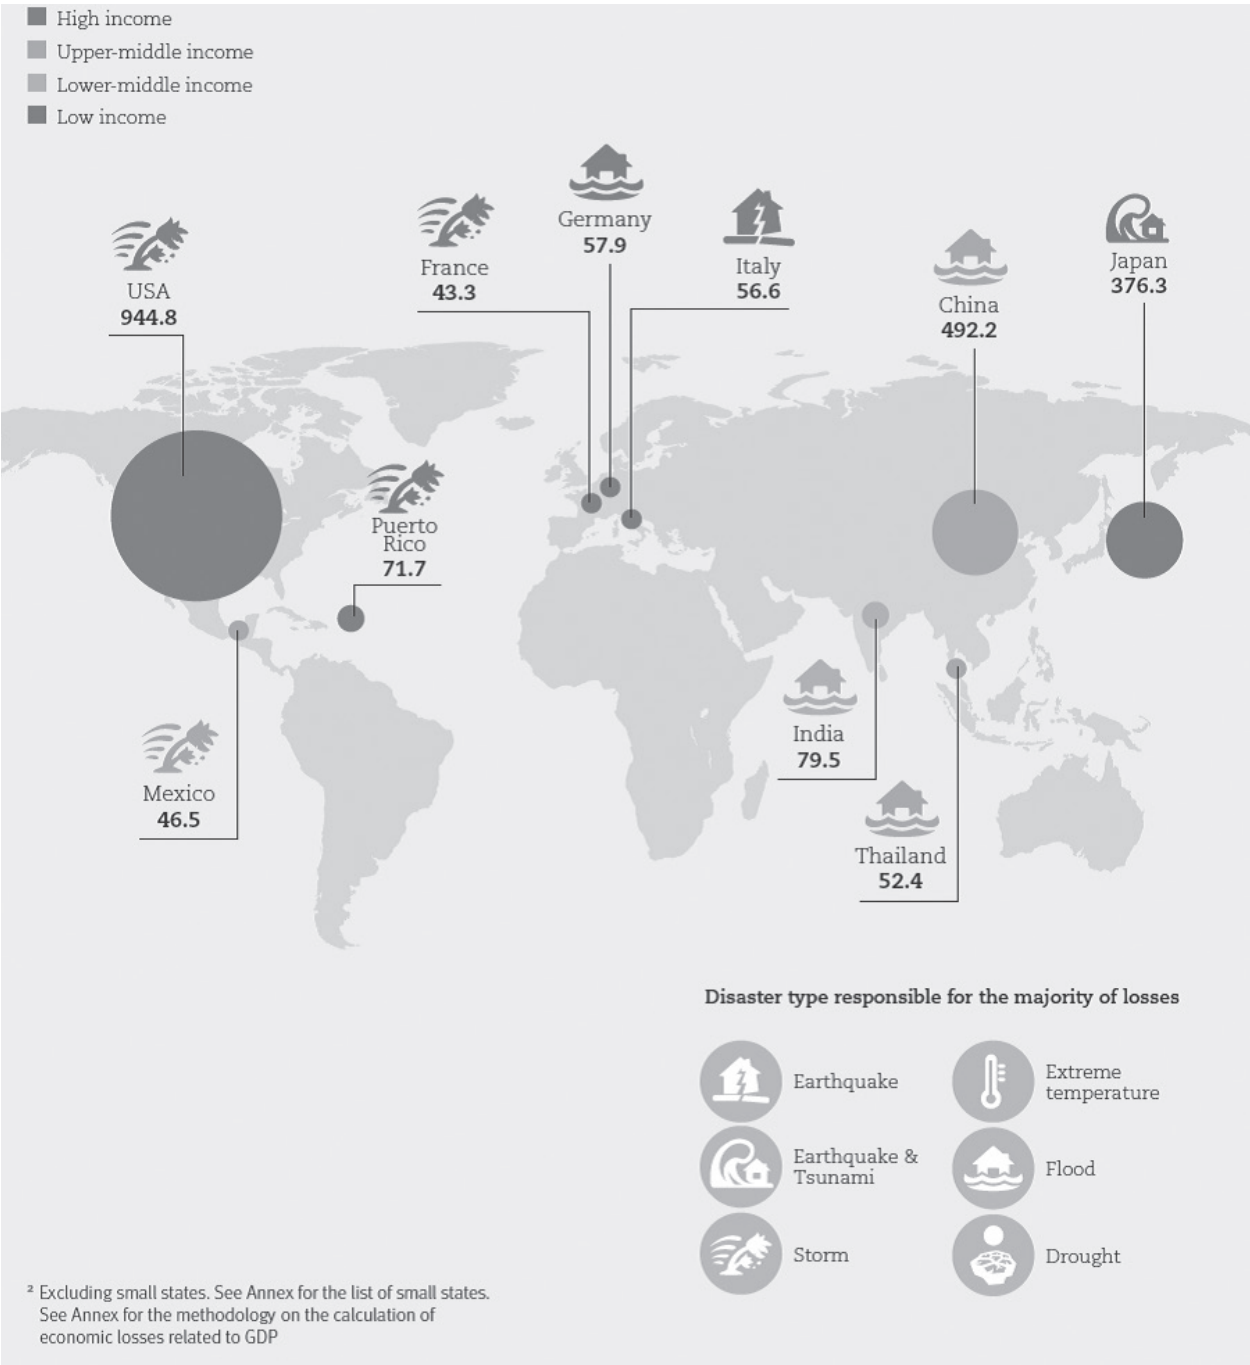 High income
Upper-middle income
Lower-middle income
Low income
Germany
57.9
France
43.3
Italy
56.6
Japan
376.3
USA
944.8
China
492.2
Puerto
Rico
71.7
India
79.5
Mexico
46.5
Thailand
52.4
Disaster type responsible for the majority of losses
Earthquake
Extreme
temperature
Earthquake &
Tsunami
Flood
Storm
Drought
² Excluding small states. See Annex for the list of small states.
See Annex for the methodology on the calculation of
economic losses related to GDP